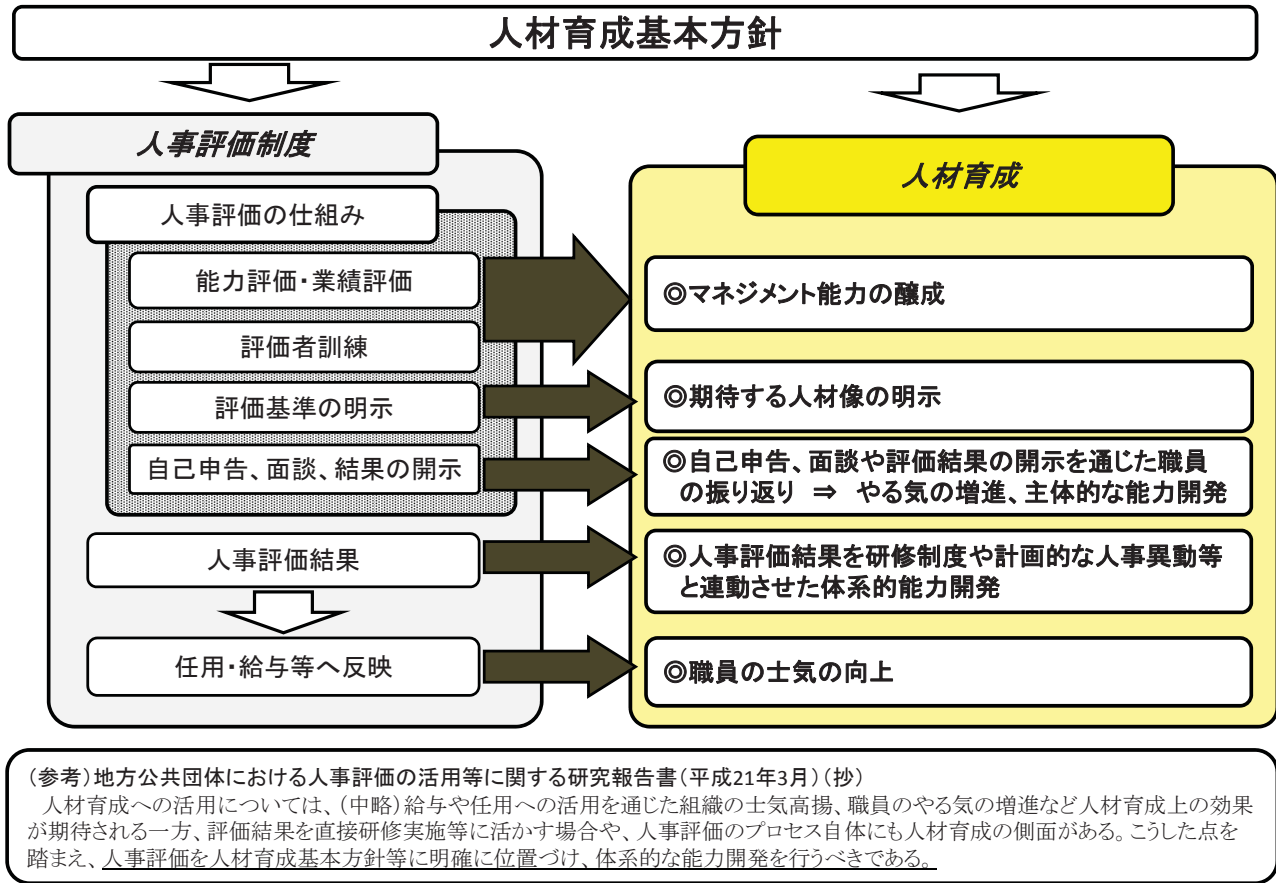 人材育成基本方針
人事評価制度
人事評価の仕組み
能力評価・業績評価
評価者訓練
評価基準の明示
自己申告、面談、結果の開示
人事評価結果
任用・給与等へ反映
人材育成
◎マネジメント能力の醸成
◎期待する人材像の明示
◎自己申告、面談や評価結果の開示を通じた職員
の振り返り ⇒ やる気の増進、主体的な能力開発
◎人事評価結果を研修制度や計画的な人事異動等
と連動させた体系的能力開発
◎職員の士気の向上
(参考)地方公共団体における人事評価の活用等に関する研究報告書(平成21年3月)(抄)
人材育成への活用については、(中略)給与や任用への活用を通じた組織の士気高揚、職員のやる気の増進など人材育成上の効果
が期待される一方、評価結果を直接研修実施等に活かす場合や、人事評価のプロセス自体にも人材育成の側面がある。こうした点を
踏まえ、人事評価を人材育成基本方針等に明確に位置づけ、体系的な能力開発を行うべきである。